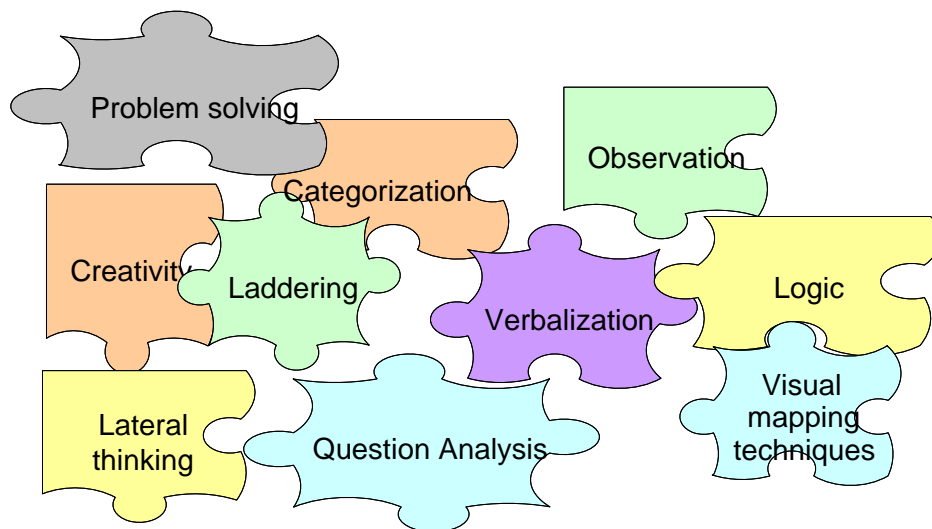 Problem solving
Observation
Categorization
Creativity
Laddering
Logic
Verbalization
Visual
mapping
techniques
Lateral
thinking
Question Analysis